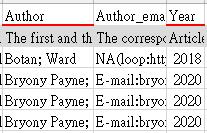 Author Author_ema Year
The first and th The corresp Article
Botan; Ward NA(loop:htt 2018
Bryony Payne; E-mail:bryo 2020
Bryony Payne; E-mail:bryo 2020
Bryony Payne; E-mail:bryo 2020